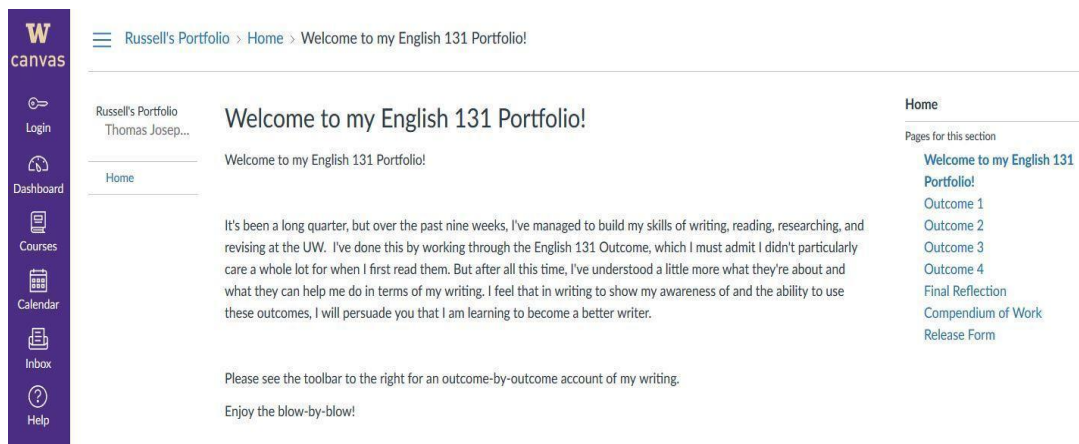 W
canvas
Login
Dashboard
Courses
Calendar
Inbox
Help
Russell's Portfolio > Home > Welcome to my English 131 Portfolio!
Russell's Portfolio
Thomas Josep...
Home
Welcome to my English 131 Portfolio!
Welcome to my English 131 Portfolio!
It's been a long quarter, but over the past nine weeks, I've managed to build my skills of writing, reading, researching, and
revising at the UW. I've done this by working through the English 131 Outcome, which I must admit I didn't particularly
care a whole lot for when I first read them. But after all this time, I've understood a little more what they're about and
what they can help me do in terms of my writing. I feel that in writing to show my awareness of and the ability to use
these outcomes, I will persuade you that I am learning to become a better writer.
Please see the toolbar to the right for an outcome-by-outcome account of my writing.
Enjoy the blow-by-blow!
Home
Pages for this section
Welcome to my English 131
Portfolio!
Outcome 1
Outcome 2
Outcome 3
Outcome 4
Final Reflection
Compendium of Work
Release Form